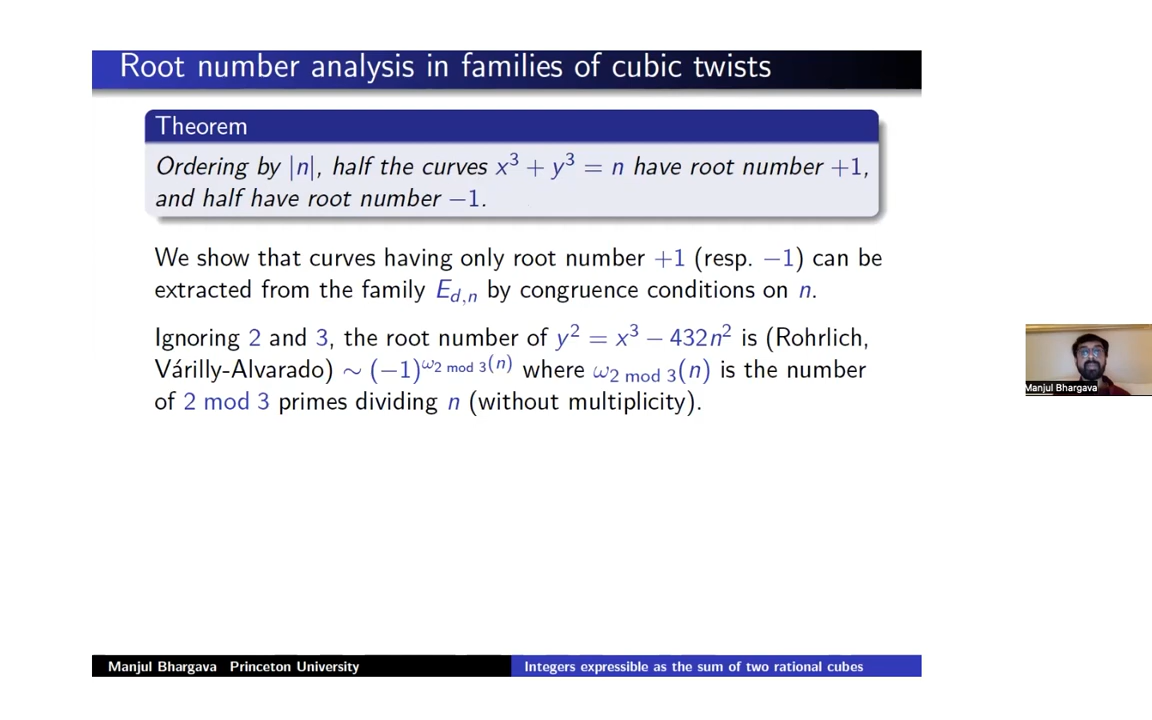 Root number analysis in families of cubic twists
Theorem
Ordering by |n|, half the curves x³ + y³ = n have root number +1,
and half have root number −1.
We show that curves having only root number +1 (resp. −1) can be
extracted from the family E_{d,n} by congruence conditions on n.
Ignoring 2 and 3, the root number of y² = x³ − 432n² is (Rohrlich,
Várilly-Alvarado) ∼ (−1)^{ω_{2 mod 3}(n)} where ω_{2 mod 3}(n) is the number
of 2 mod 3 primes dividing n (without multiplicity).
Manjul Bhargava
Manjul Bhargava Princeton University
Integers expressible as the sum of two rational cubes